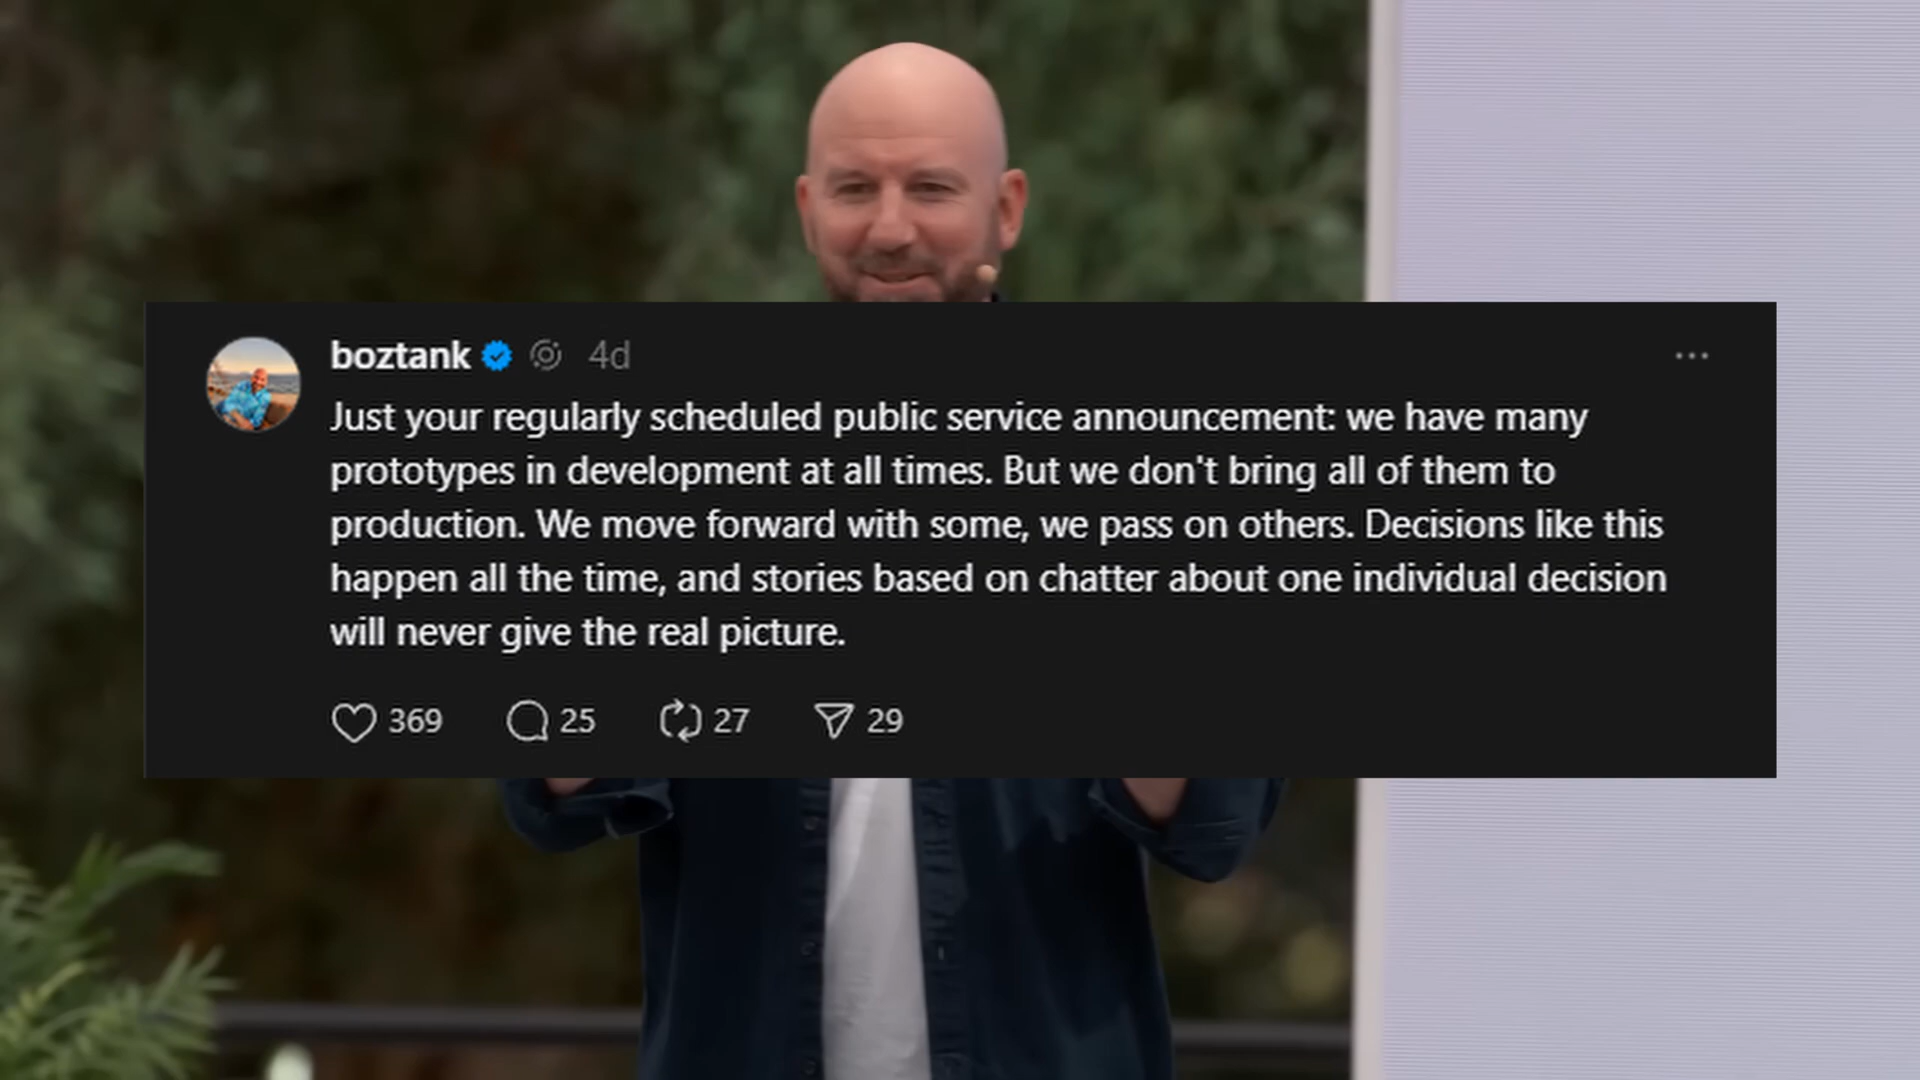 boztank 4d
Just your regularly scheduled public service announcement: we have many
prototypes in development at all times. But we don't bring all of them to
production. We move forward with some, we pass on others. Decisions like this
happen all the time, and stories based on chatter about one individual decision
will never give the real picture.
369 25 27 29